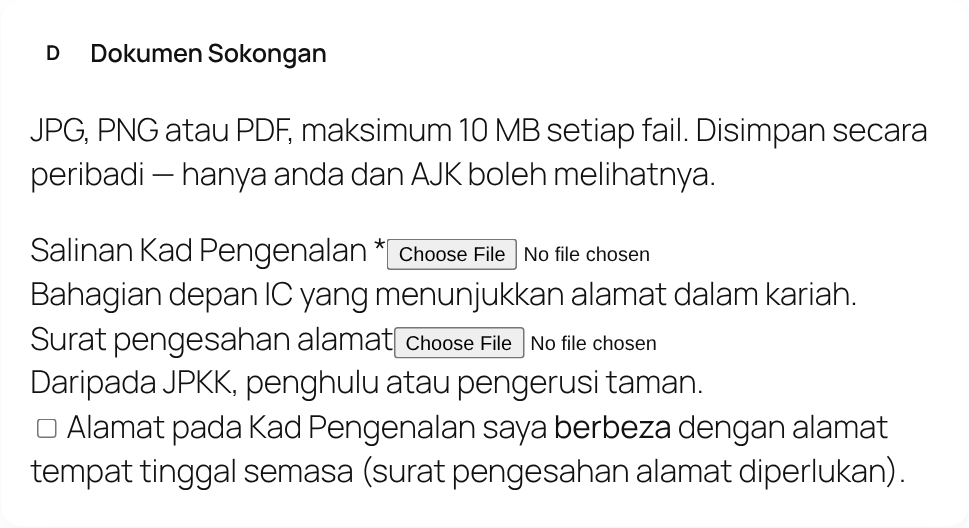 D Dokumen Sokongan
JPG, PNG atau PDF, maksimum 10 MB setiap fail. Disimpan secara
peribadi — hanya anda dan AJK boleh melihatnya.
Salinan Kad Pengenalan * Choose File No file chosen
Bahagian depan IC yang menunjukkan alamat dalam kariah.
Surat pengesahan alamat Choose File No file chosen
Daripada JPKK, penghulu atau pengerusi taman.
Alamat pada Kad Pengenalan saya berbeza dengan alamat
tempat tinggal semasa (surat pengesahan alamat diperlukan).